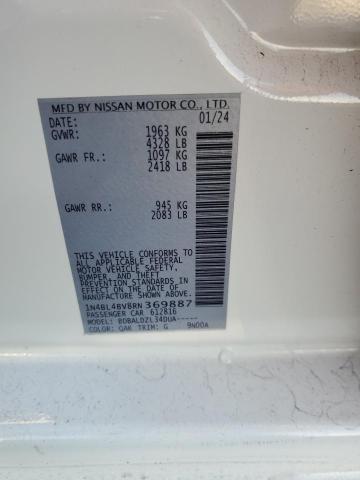 MFD BY NISSAN MOTOR CO., LTD.
DATE: 01/24
GVWR: 1963 KG
4328 LB
GAWR FR.: 1097 KG
2418 LB
GAWR RR.: 945 KG
2083 LB
THIS VEHICLE CONFORMS TO
ALL APPLICABLE FEDERAL
MOTOR VEHICLE SAFETY,
BUMPER, AND THEFT
PREVENTION STANDARDS IN
EFFECT ON THE DATE OF
MANUFACTURE SHOWN ABOVE.
1N4BL4BV8RN369887
PASSENGER CAR 612816
MODEL: BDBALDZL34DUA-----
COLOR: QAK TRIM: G 9N00A